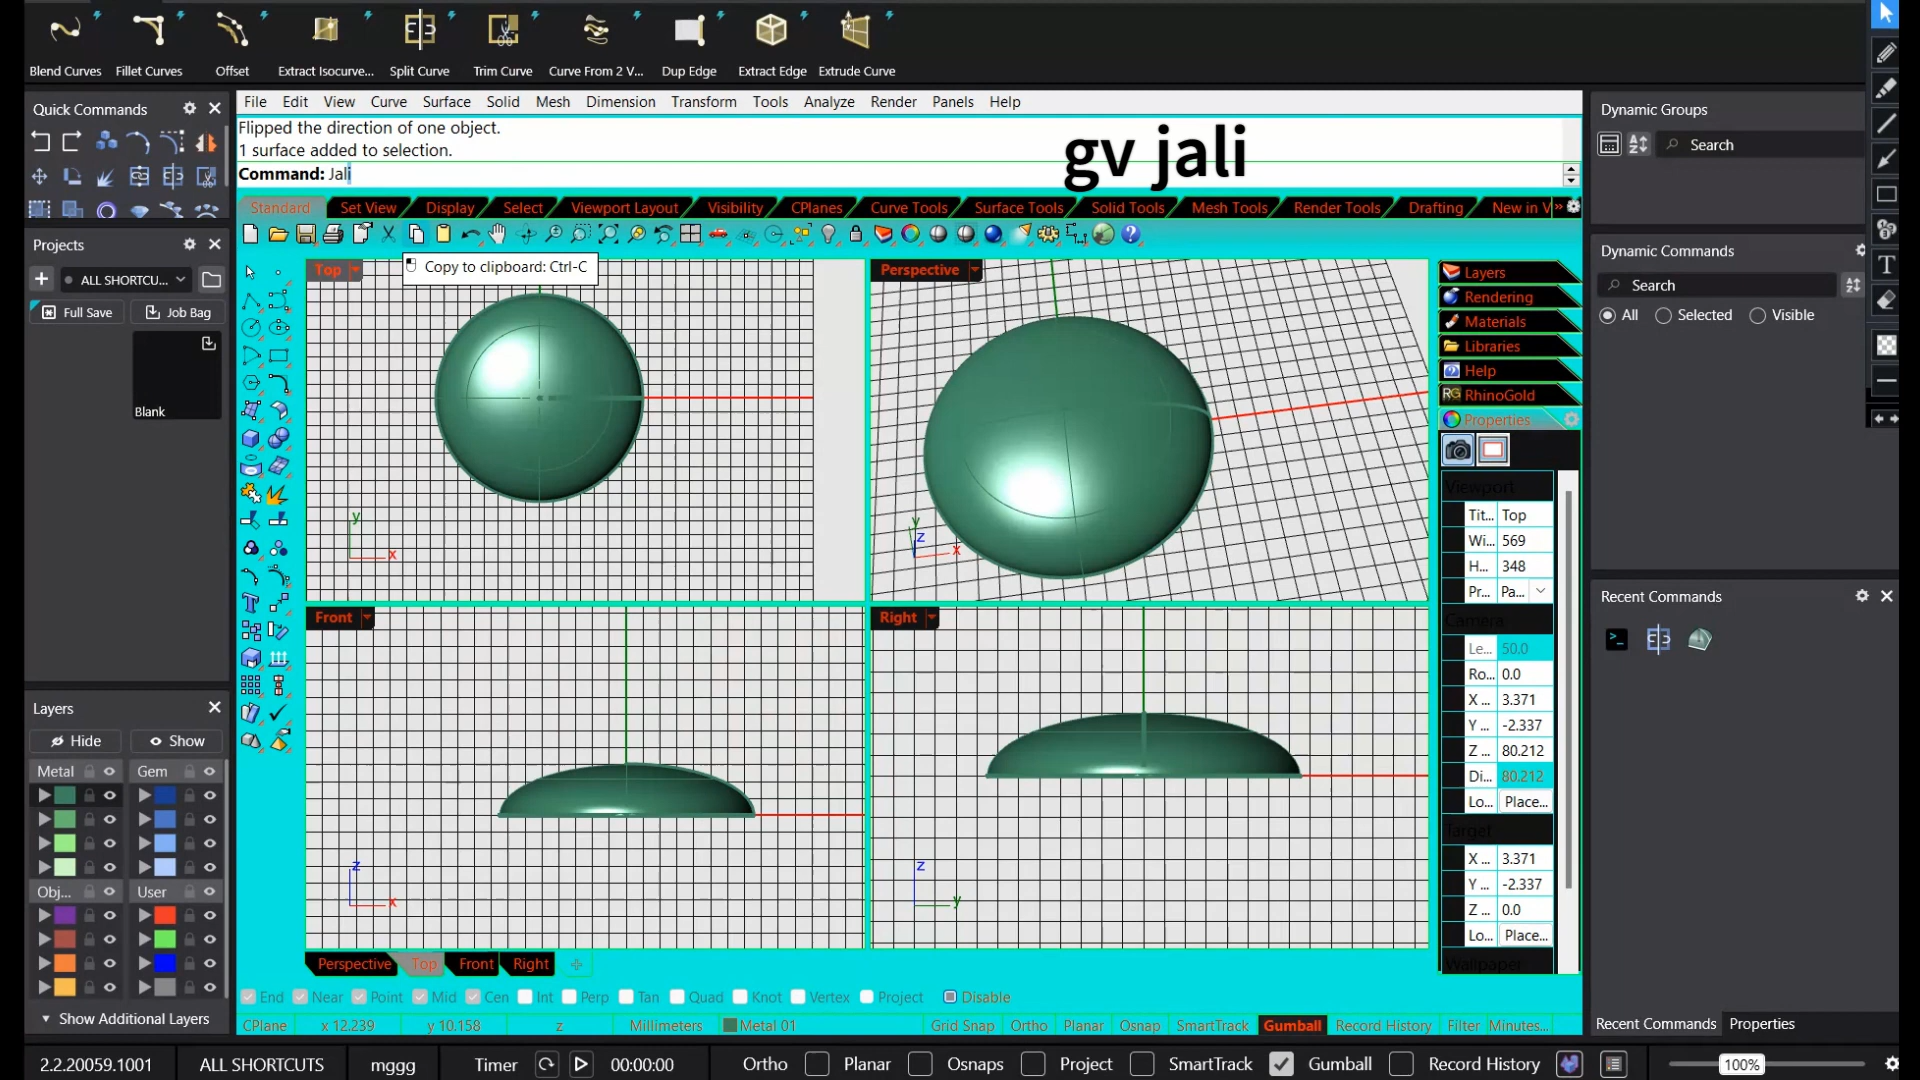 Blend Curves Fillet Curves Offset Extract Isocurve... Split Curve Trim Curve Curve From 2 V... Dup Edge Extract Edge Extrude Curve
Quick Commands
File Edit View Curve Surface Solid Mesh Dimension Transform Tools Analyze Render Panels Help
Flipped the direction of one object.
1 surface added to selection.
Command: Jali
gv jali
Standard Set View Display Select Viewport Layout Visibility CPlanes Curve Tools Surface Tools Solid Tools Mesh Tools Render Tools Drafting New in V »
Copy to clipboard: Ctrl-C
Projects
ALL SHORTCU...
Full Save Job Bag
Blank
Top
y
x
Perspective
y
z
x
Front
z
x
Right
z
y
Layers
Rendering
Materials
Libraries
Help
RG RhinoGold
Properties
Viewport
Tit... Top
Wi... 569
H... 348
Pr... Pa...
Camera
Le... 50.0
Ro... 0.0
X ... 3.371
Y ... -2.337
Z ... 80.212
Di... 80.212
Lo... Place...
Target
X ... 3.371
Y ... -2.337
Z ... 0.0
Lo... Place...
Wallpaper
Dynamic Groups
Search
Dynamic Commands
Search
All Selected Visible
Recent Commands
Recent Commands Properties
Layers
Hide Show
Metal Gem
Obj... User
Show Additional Layers
Perspective Top Front Right
End Near Point Mid Cen Int Perp Tan Quad Knot Vertex Project Disable
CPlane x 12.239 y 10.158 z Millimeters Metal 01 Grid Snap Ortho Planar Osnap SmartTrack Gumball Record History Filter Minutes...
2.2.20059.1001 ALL SHORTCUTS mggg Timer 00:00:00 Ortho Planar Osnaps Project SmartTrack Gumball Record History 100%